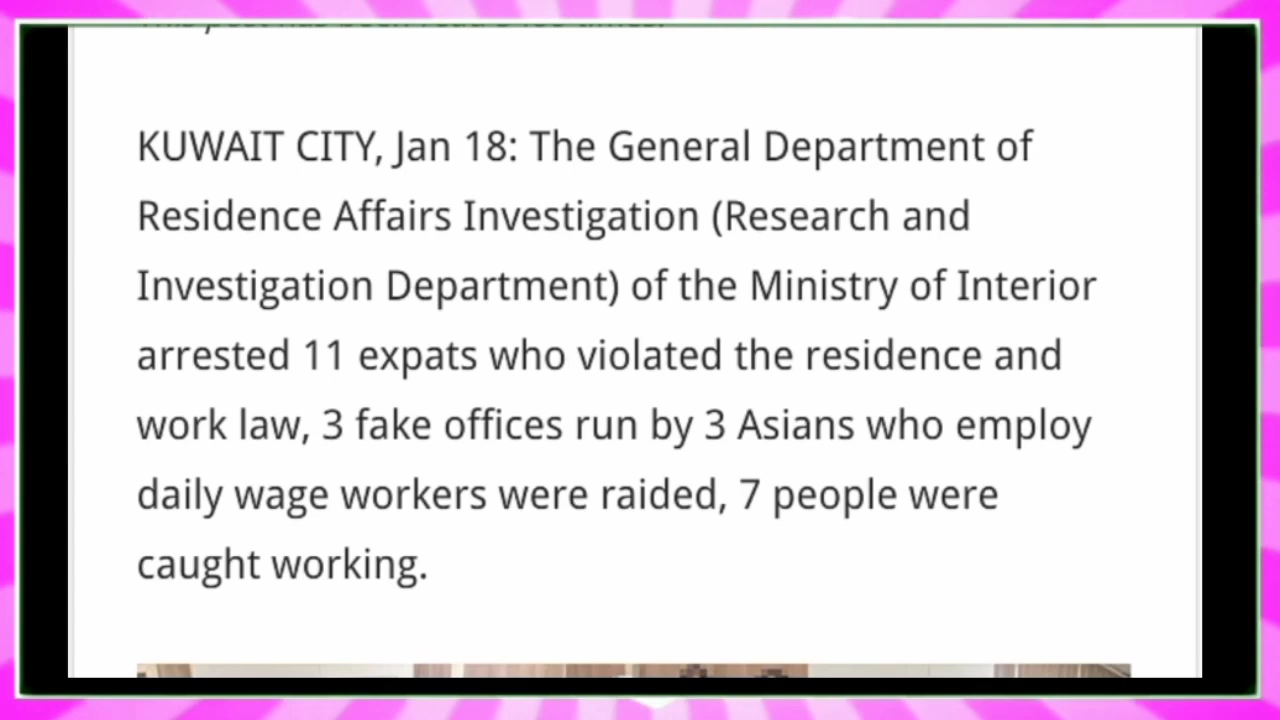 KUWAIT CITY, Jan 18: The General Department of
Residence Affairs Investigation (Research and
Investigation Department) of the Ministry of Interior
arrested 11 expats who violated the residence and
work law, 3 fake offices run by 3 Asians who employ
daily wage workers were raided, 7 people were
caught working.